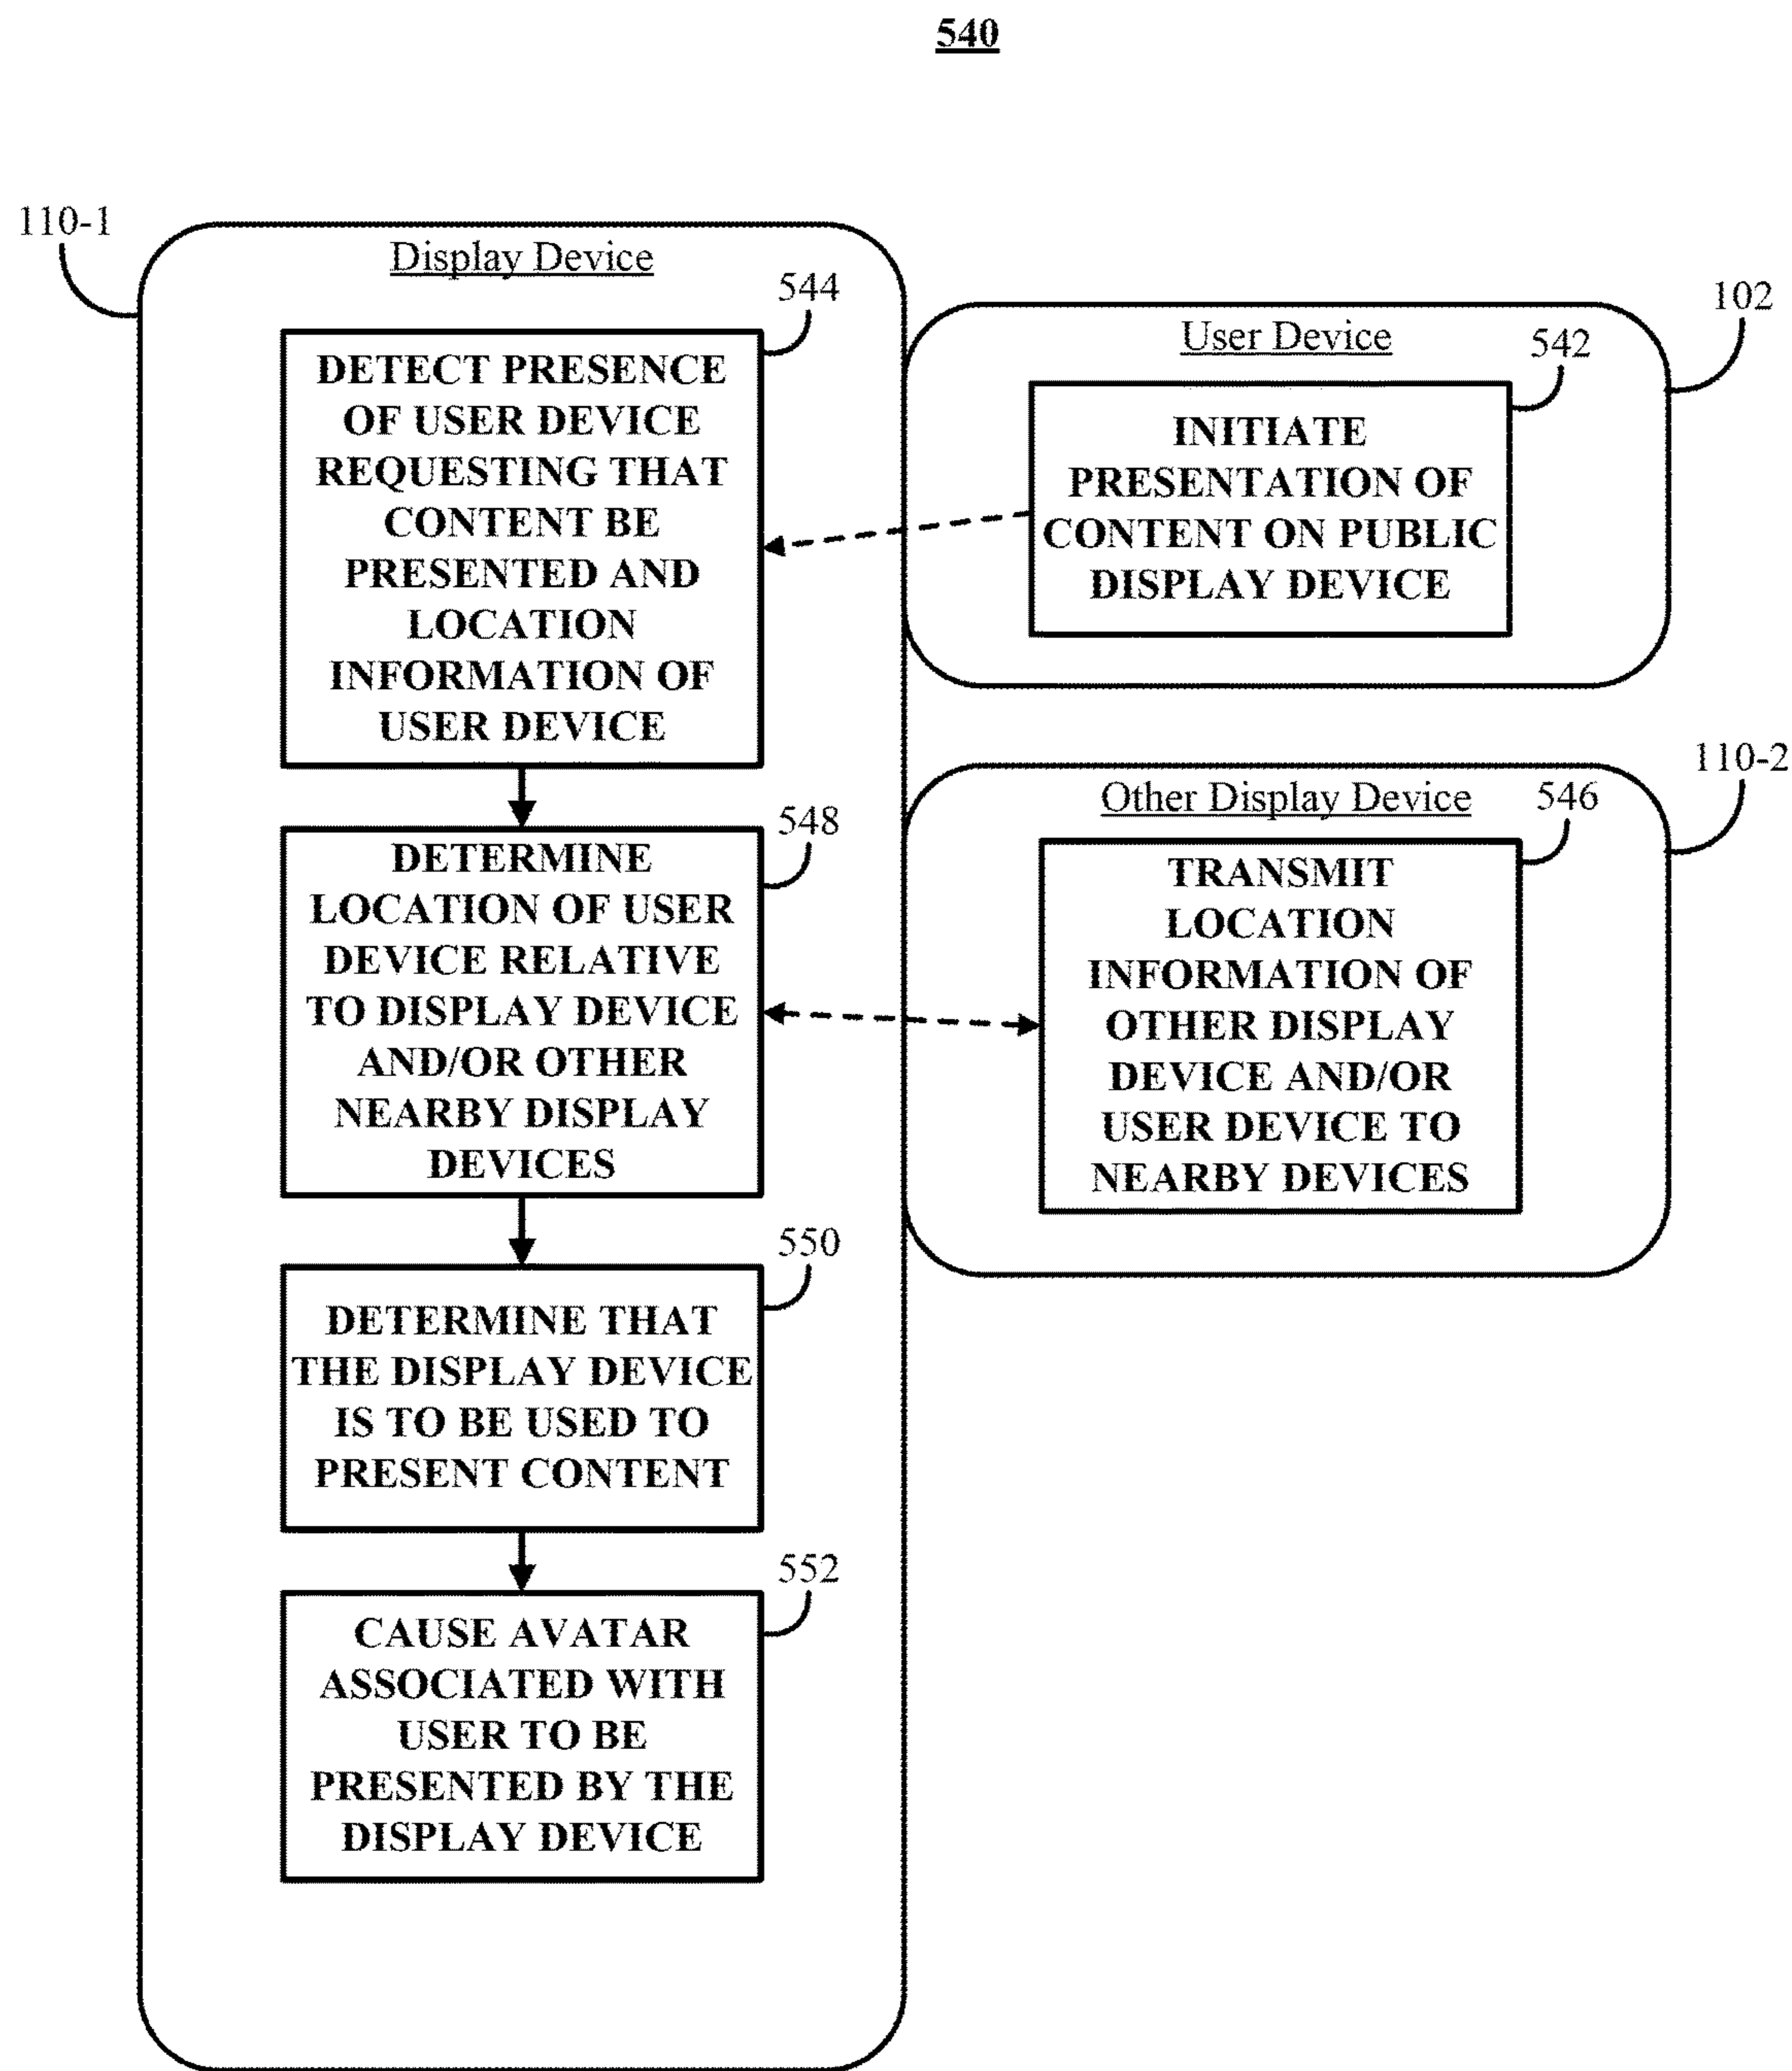 540
110-1
Display Device
544
DETECT PRESENCE
OF USER DEVICE
REQUESTING THAT
CONTENT BE
PRESENTED AND
LOCATION
INFORMATION OF
USER DEVICE
102
User Device
542
INITIATE
PRESENTATION OF
CONTENT ON PUBLIC
DISPLAY DEVICE
548
DETERMINE
LOCATION OF USER
DEVICE RELATIVE
TO DISPLAY DEVICE
AND/OR OTHER
NEARBY DISPLAY
DEVICES
110-2
Other Display Device
546
TRANSMIT
LOCATION
INFORMATION OF
OTHER DISPLAY
DEVICE AND/OR
USER DEVICE TO
NEARBY DEVICES
550
DETERMINE THAT
THE DISPLAY DEVICE
IS TO BE USED TO
PRESENT CONTENT
552
CAUSE AVATAR
ASSOCIATED WITH
USER TO BE
PRESENTED BY THE
DISPLAY DEVICE